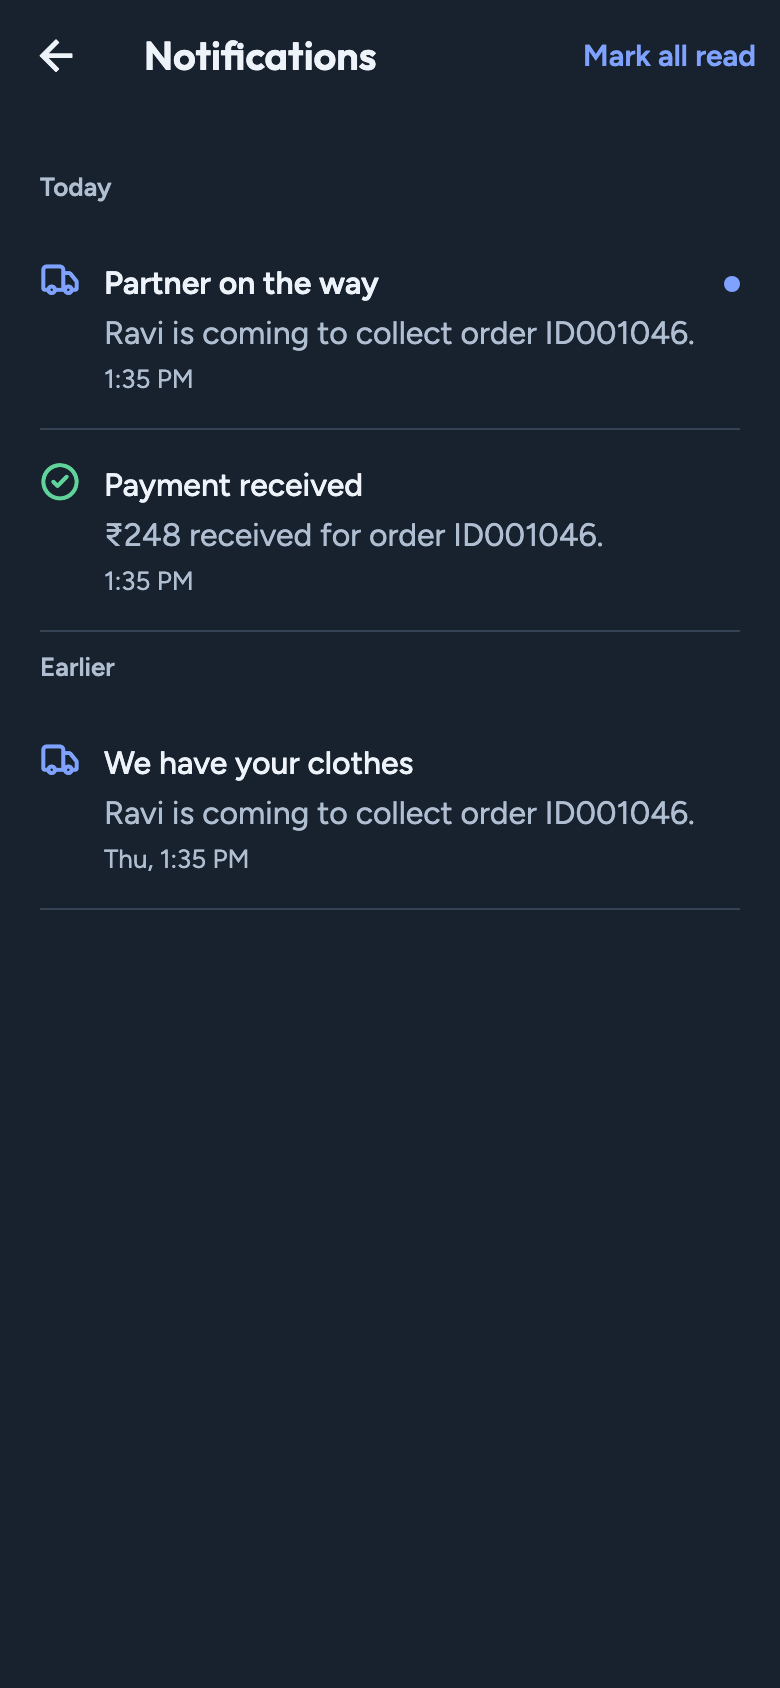 Notifications
Mark all read
Today
Partner on the way
Ravi is coming to collect order ID001046.
1:35 PM
Payment received
₹248 received for order ID001046.
1:35 PM
Earlier
We have your clothes
Ravi is coming to collect order ID001046.
Thu, 1:35 PM